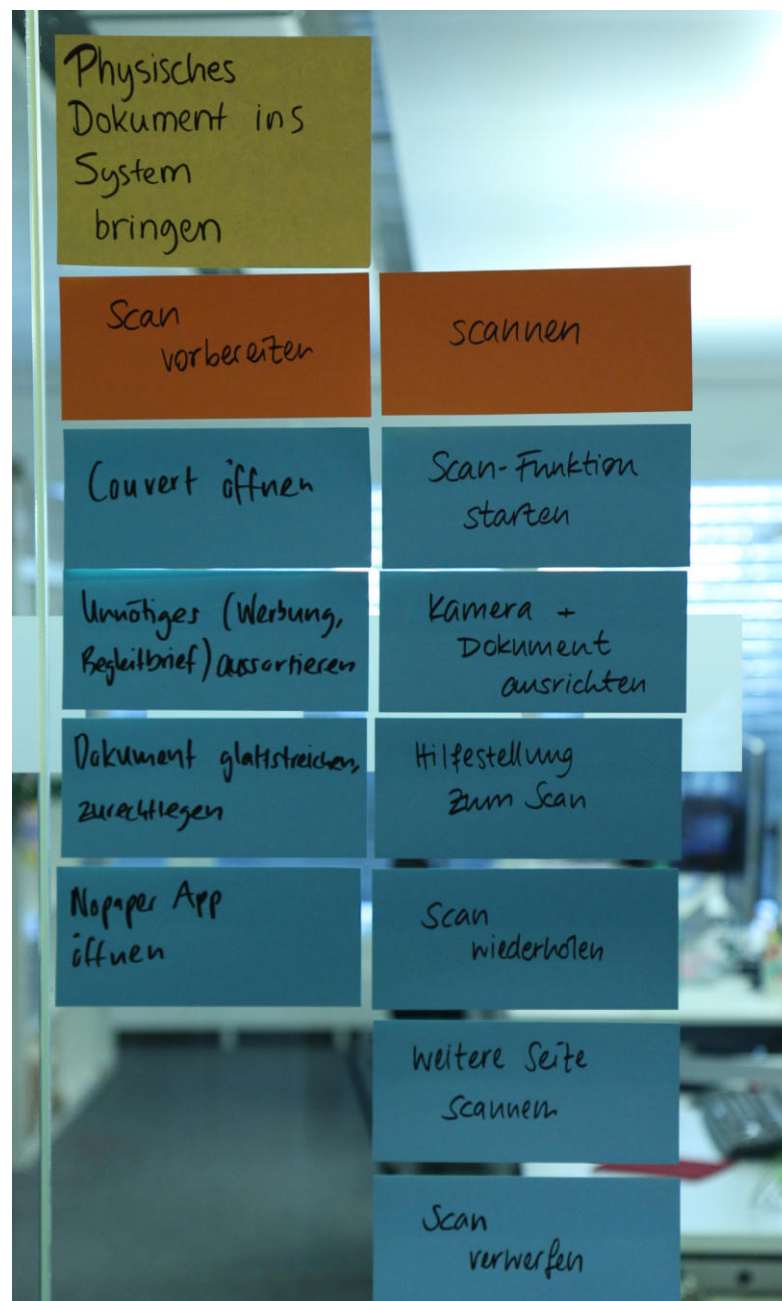 Physisches
Dokument ins
System
bringen
Scan
vorbereiten
scannen
Couvert öffnen
Unnötiges (Werbung,
Begleitbrief) aussortieren
Dokument glattstreichen,
zurechtlegen
Nopaper App
öffnen
Scan-Funktion
starten
Kamera +
Dokument
ausrichten
Hilfestellung
zum Scan
Scan
wiederholen
weitere Seite
scannen
Scan
verwerfen